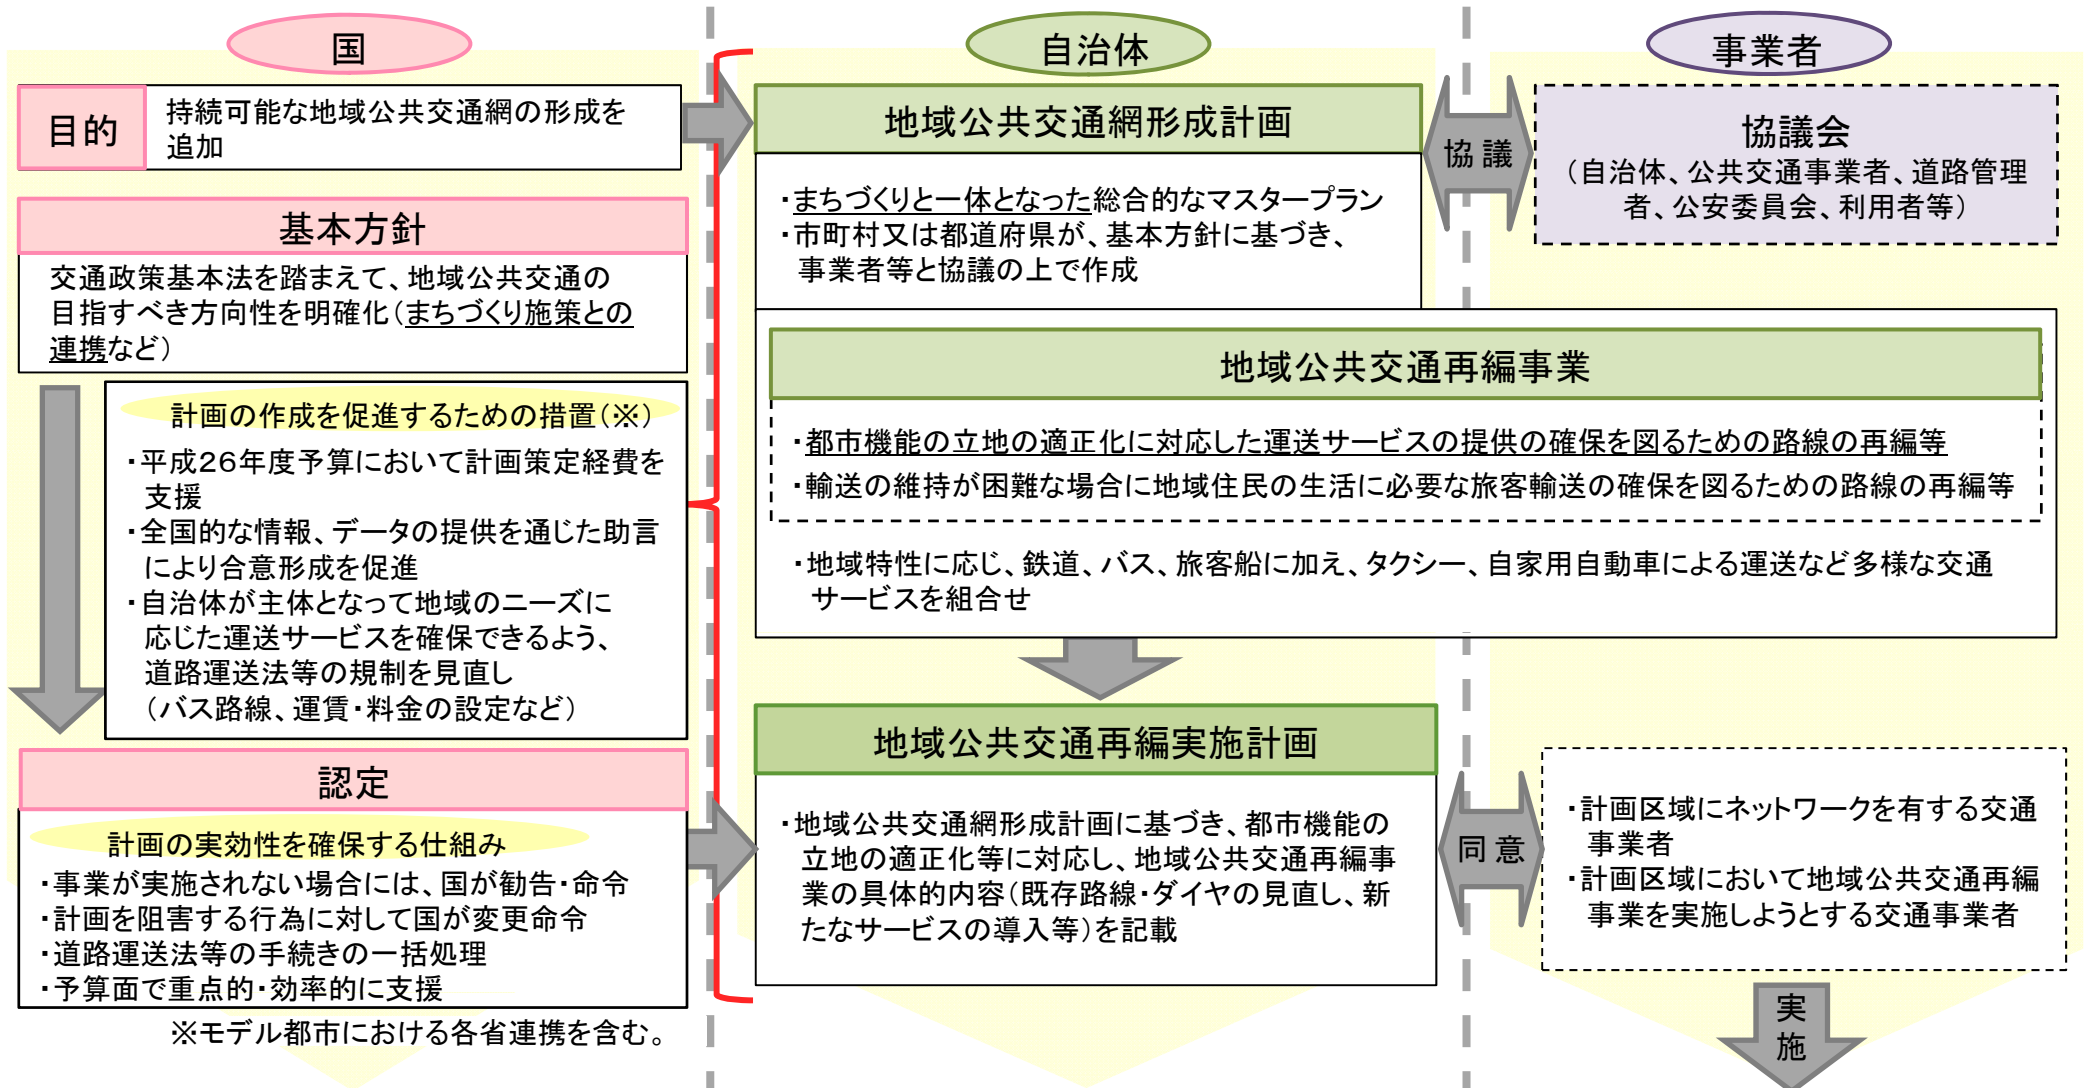 国
目的
持続可能な地域公共交通網の形成を
追加
基本方針
交通政策基本法を踏まえて、地域公共交通の
目指すべき方向性を明確化(まちづくり施策との
連携など)
計画の作成を促進するための措置(※)
・平成26年度予算において計画策定経費を
支援
・全国的な情報、データの提供を通じた助言
により合意形成を促進
・自治体が主体となって地域のニーズに
応じた運送サービスを確保できるよう、
道路運送法等の規制を見直し
(バス路線、運賃・料金の設定など)
認定
計画の実効性を確保する仕組み
・事業が実施されない場合には、国が勧告・命令
・計画を阻害する行為に対して国が変更命令
・道路運送法等の手続きの一括処理
・予算面で重点的・効率的に支援
※モデル都市における各省連携を含む。
自治体
地域公共交通網形成計画
・まちづくりと一体となった総合的なマスタープラン
・市町村又は都道府県が、基本方針に基づき、
事業者等と協議の上で作成
地域公共交通再編事業
・都市機能の立地の適正化に対応した運送サービスの提供の確保を図るための路線の再編等
・輸送の維持が困難な場合に地域住民の生活に必要な旅客輸送の確保を図るための路線の再編等
・地域特性に応じ、鉄道、バス、旅客船に加え、タクシー、自家用自動車による運送など多様な交通
サービスを組合せ
地域公共交通再編実施計画
・地域公共交通網形成計画に基づき、都市機能の
立地の適正化等に対応し、地域公共交通再編事
業の具体的内容(既存路線・ダイヤの見直し、新
たなサービスの導入等)を記載
事業者
協議
協議会
(自治体、公共交通事業者、道路管理
者、公安委員会、利用者等)
同意
・計画区域にネットワークを有する交通
事業者
・計画区域において地域公共交通再編
事業を実施しようとする交通事業者
実
施